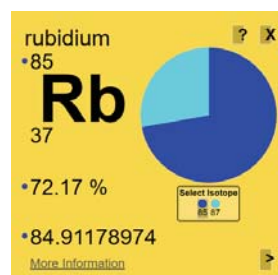 rubidium
? X
•85
Rb
37
Select Isotope
85 87
•72.17 %
•84.91178974
More Information
>